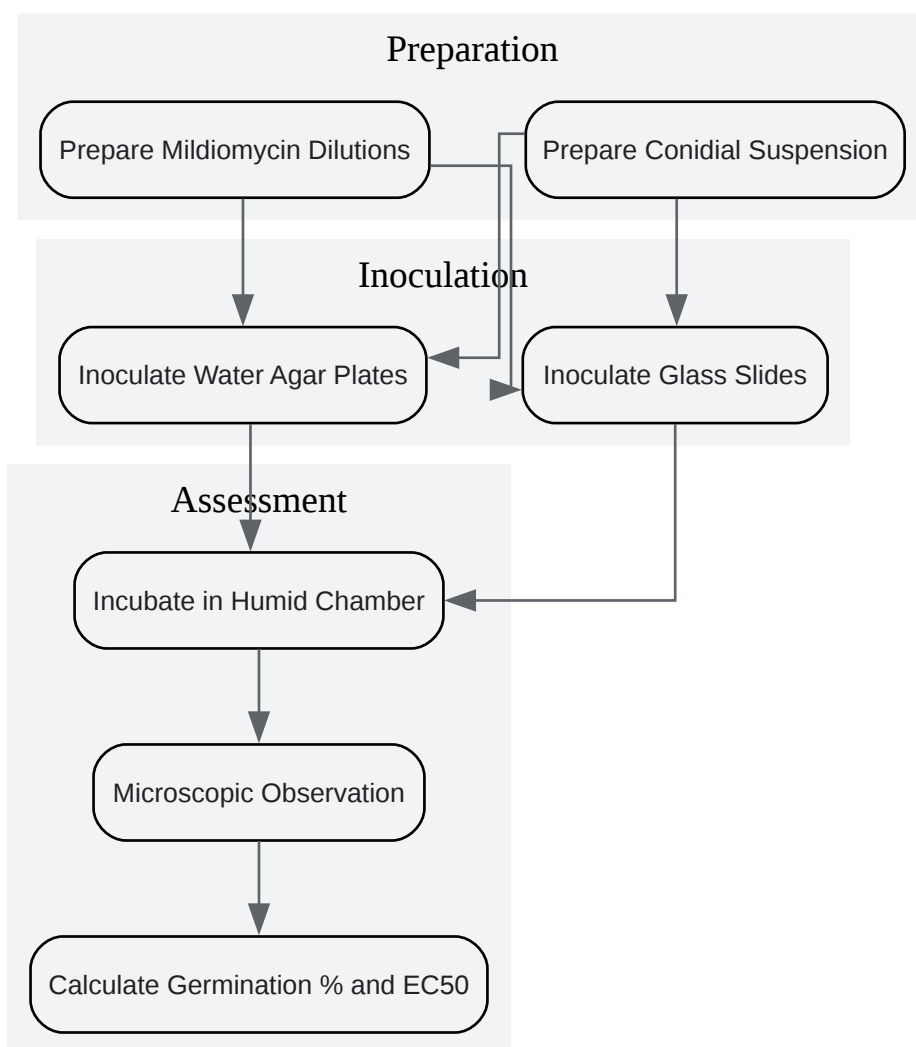 Preparation
Prepare Mildiomycin Dilutions
Prepare Conidial Suspension
Inoculation
Inoculate Water Agar Plates
Inoculate Glass Slides
Assessment
Incubate in Humid Chamber
Microscopic Observation
Calculate Germination % and EC50